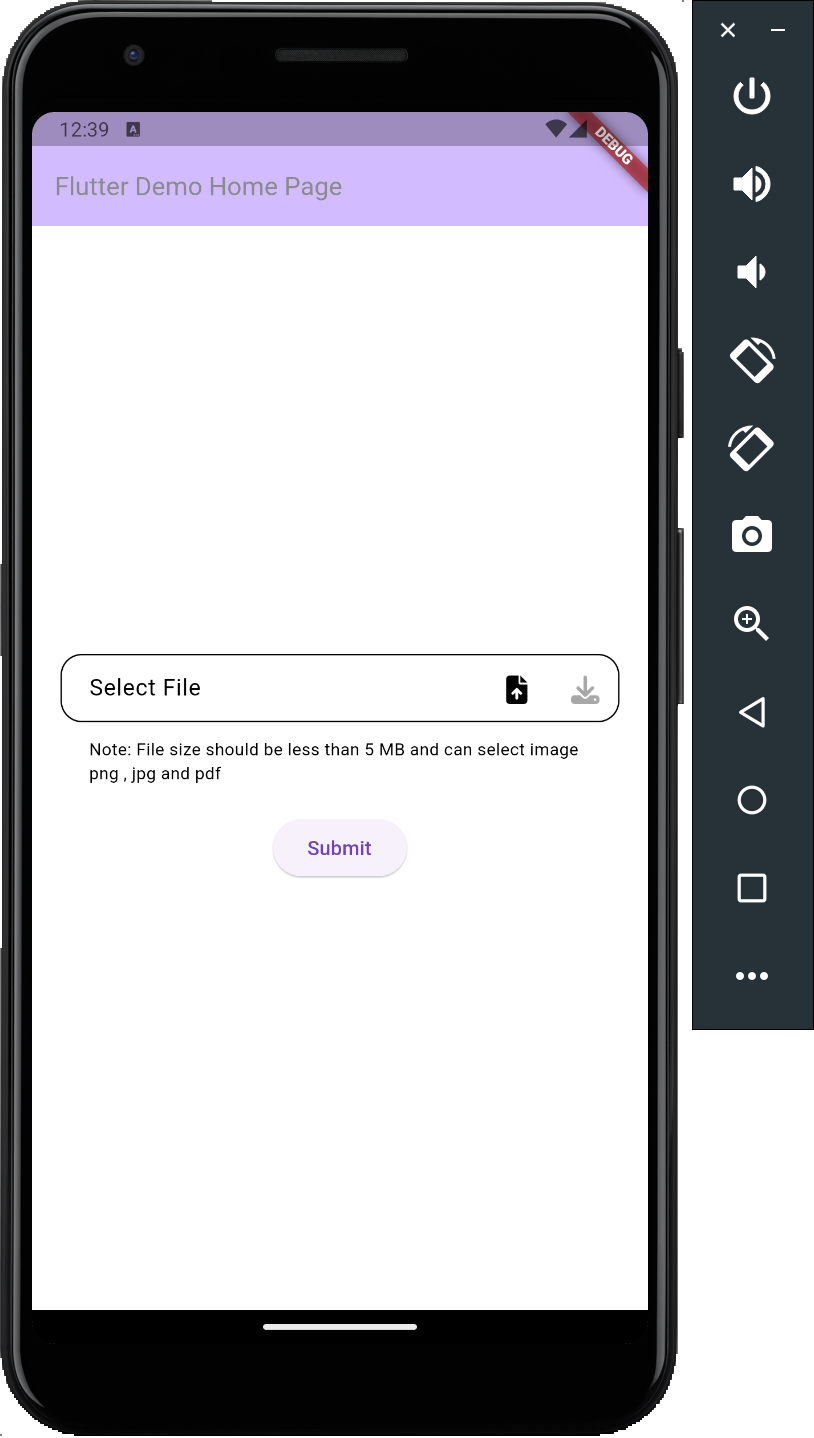 12:39 A
DEBUG
Flutter Demo Home Page
Select File
Note: File size should be less than 5 MB and can select image
png , jpg and pdf
Submit